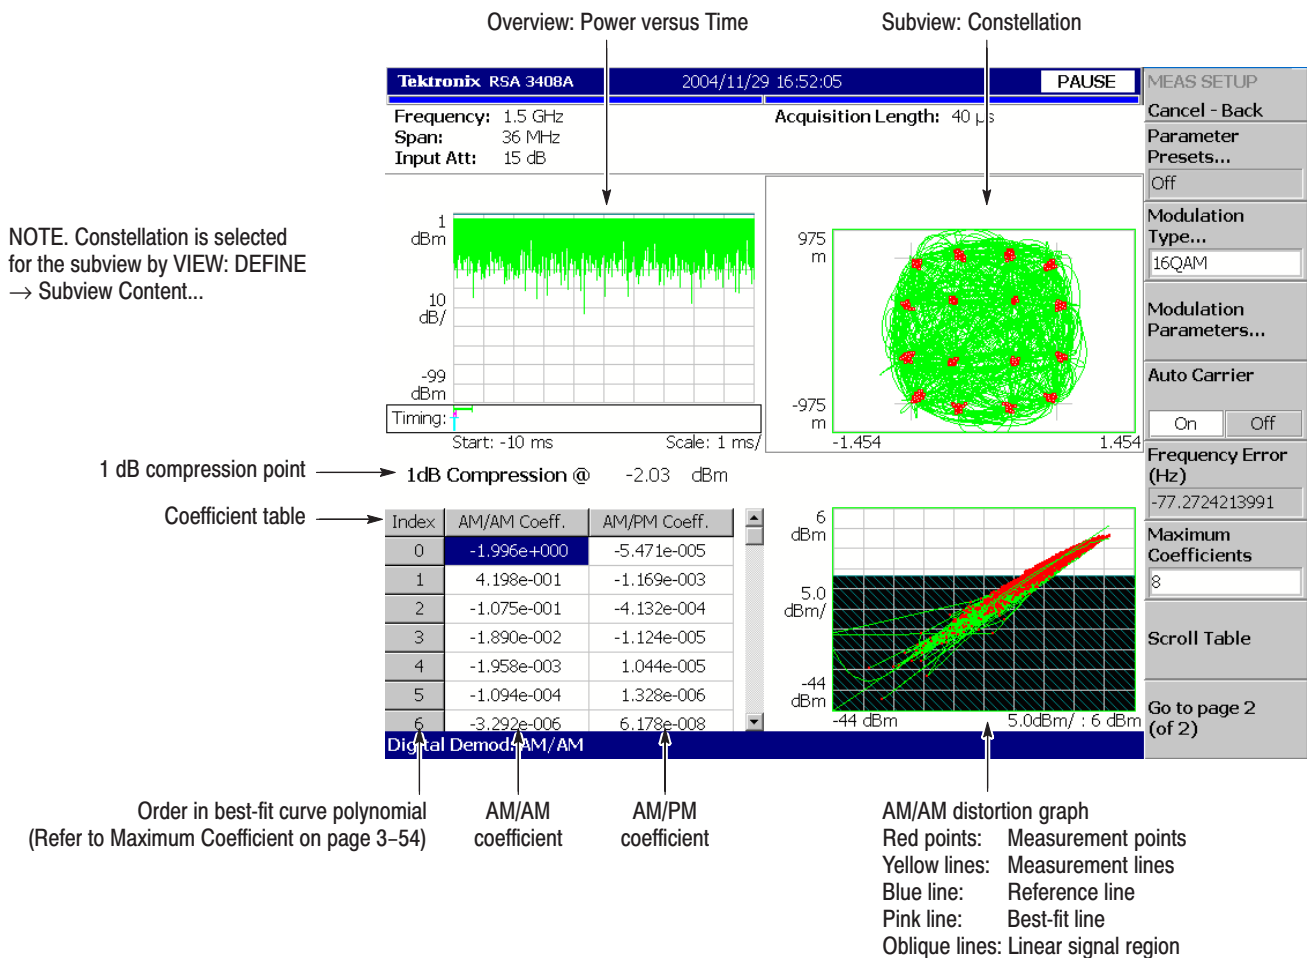 Overview: Power versus Time
Subview: Constellation
Tektronix RSA 3408A 2004/11/29 16:52:05 PAUSE
Frequency: 1.5 GHz
Span: 36 MHz
Input Att: 15 dB
Acquisition Length: 40 µs
NOTE. Constellation is selected
for the subview by VIEW: DEFINE
→ Subview Content...
1
dBm
10
dB/
-99
dBm
Timing:
Start: -10 ms Scale: 1 ms/
975
m
-975
m
-1.454 1.454
1 dB compression point
1dB Compression @ -2.03 dBm
Coefficient table
Index AM/AM Coeff. AM/PM Coeff.
0 -1.996e+000 -5.471e-005
1 4.198e-001 -1.169e-003
2 -1.075e-001 -4.132e-004
3 -1.890e-002 -1.124e-005
4 -1.958e-003 1.044e-005
5 -1.094e-004 1.328e-006
6 -3.292e-006 6.178e-008
6
dBm
5.0
dBm/
-44
dBm
-44 dBm 5.0dBm/ : 6 dBm
Digital Demod: AM/AM
MEAS SETUP
Cancel - Back
Parameter
Presets...
Off
Modulation
Type...
16QAM
Modulation
Parameters...
Auto Carrier
On Off
Frequency Error
(Hz)
-77.2724213991
Maximum
Coefficients
8
Scroll Table
Go to page 2
(of 2)
Order in best-fit curve polynomial
(Refer to Maximum Coefficient on page 3–54)
AM/AM
coefficient
AM/PM
coefficient
AM/AM distortion graph
Red points: Measurement points
Yellow lines: Measurement lines
Blue line: Reference line
Pink line: Best-fit line
Oblique lines: Linear signal region